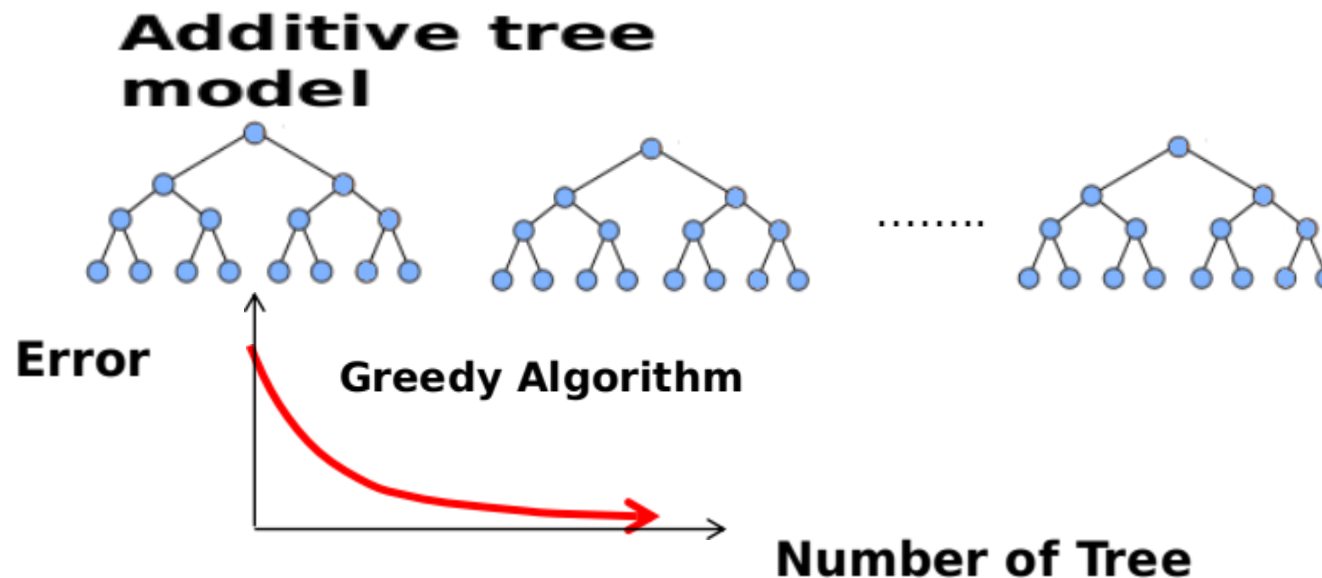 Additive tree
model
........
Error
Greedy Algorithm
Number of Tree